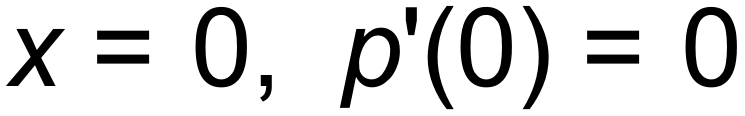 x = 0, p'(0) = 0